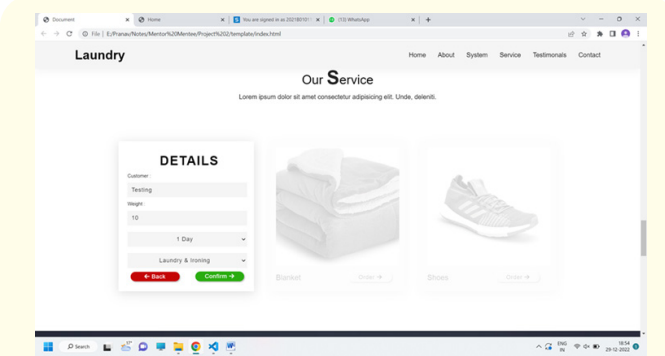 Document
Home
You are signed in as 202180101
(13) WhatsApp
File | E:/Pranav/Notes/Mentor%20Mentee/Project%202/template/index.html
Laundry
Home About System Service Testimonals Contact
Our Service
Lorem ipsum dolor sit amet consectetur adipisicing elit. Unde, deleniti.
DETAILS
Customer:
Testing
Weight:
10
1 Day
Laundry & Ironing
← Back Confirm →
Blanket Order →
Shoes Order →
Search
ENG
IN
18:54
29-12-2022